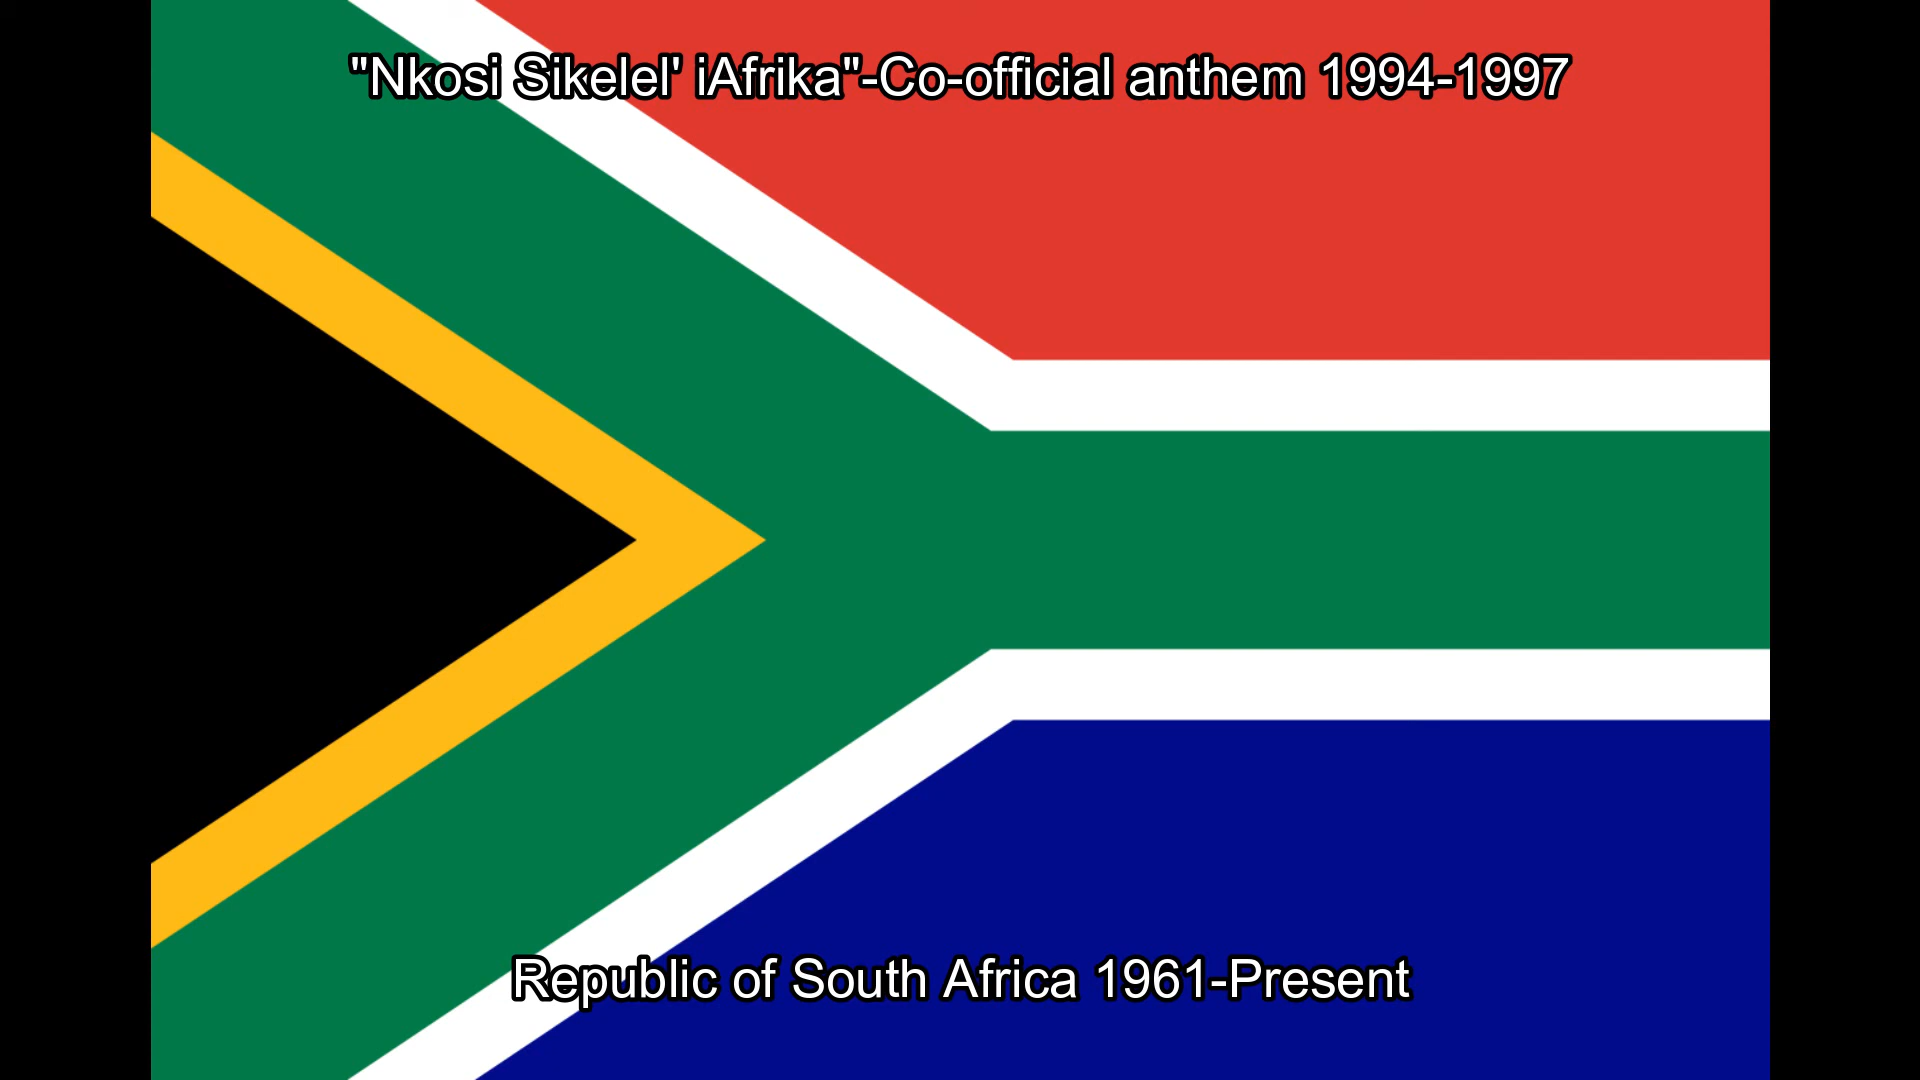 "Nkosi Sikelel' iAfrika"-Co-official anthem 1994-1997
Republic of South Africa 1961-Present